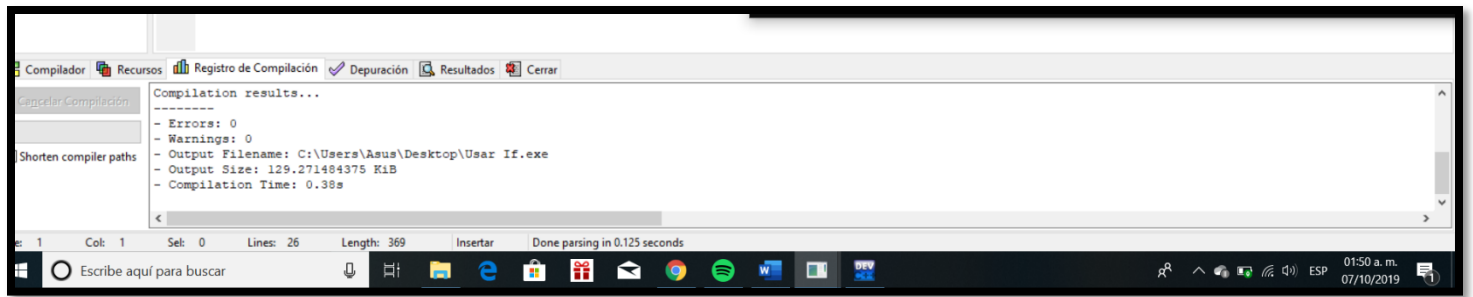 Compilador Recursos Registro de Compilación Depuración Resultados Cerrar
Cancelar Compilación
Shorten compiler paths
Compilation results...
--------
- Errors: 0
- Warnings: 0
- Output Filename: C:\Users\Asus\Desktop\Usar If.exe
- Output Size: 129.271484375 KiB
- Compilation Time: 0.38s
e: 1 Col: 1 Sel: 0 Lines: 26 Length: 369 Insertar Done parsing in 0.125 seconds
Escribe aquí para buscar
W
DEV
ESP
01:50 a. m.
07/10/2019
1